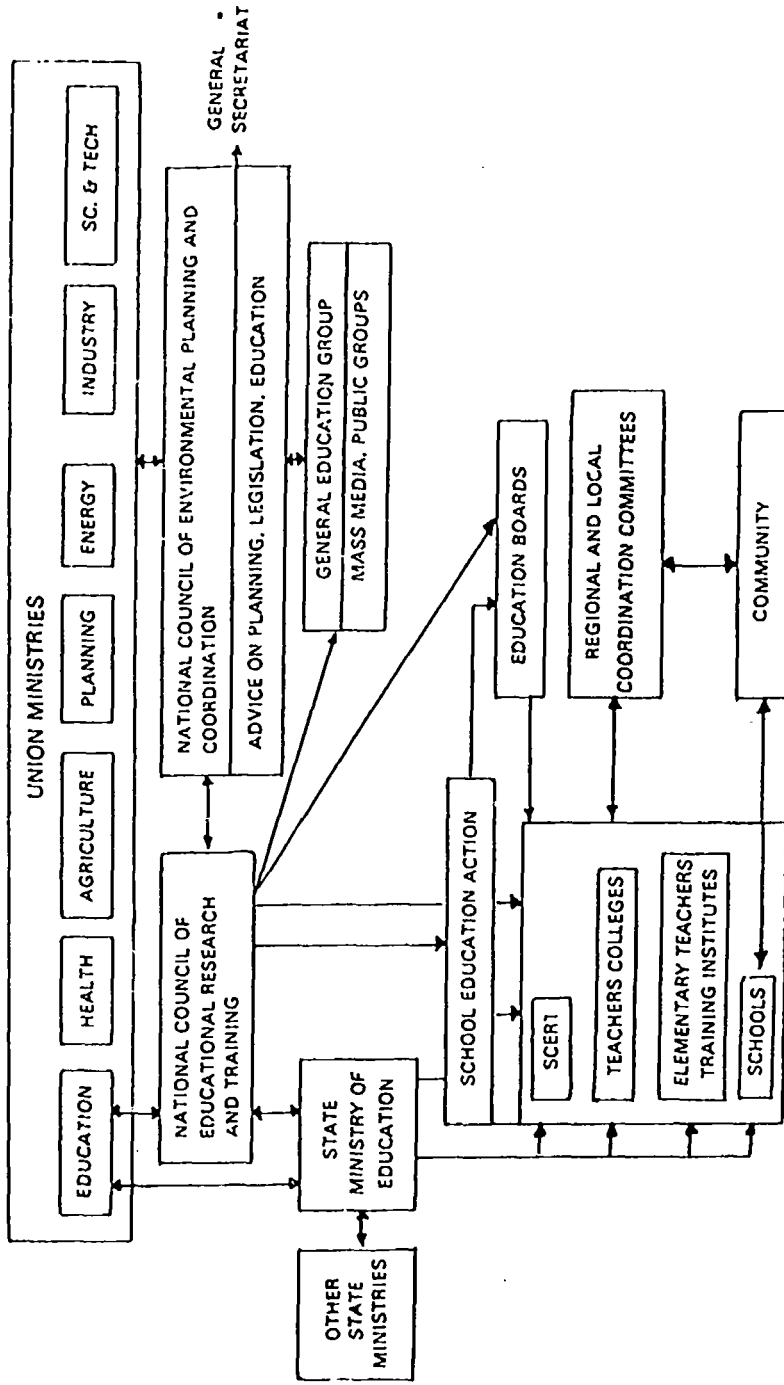 UNION MINISTRIES
EDUCATION
HEALTH
AGRICULTURE
PLANNING
ENERGY
INDUSTRY
SC. & TECH
NATIONAL COUNCIL OF
EDUCATIONAL RESEARCH
AND TRAINING
NATIONAL COUNCIL OF ENVIRONMENTAL PLANNING AND
COORDINATION
ADVICE ON PLANNING, LEGISLATION, EDUCATION
GENERAL
SECRETARIAT
GENERAL EDUCATION GROUP
MASS MEDIA, PUBLIC GROUPS
OTHER
STATE
MINISTRIES
STATE
MINISTRY OF
EDUCATION
SCHOOL EDUCATION ACTION
EDUCATION BOARDS
SCERT
TEACHERS COLLEGES
ELEMENTARY TEACHERS
TRAINING INSTITUTES
SCHOOLS
REGIONAL AND LOCAL
COORDINATION COMMITTEES
COMMUNITY